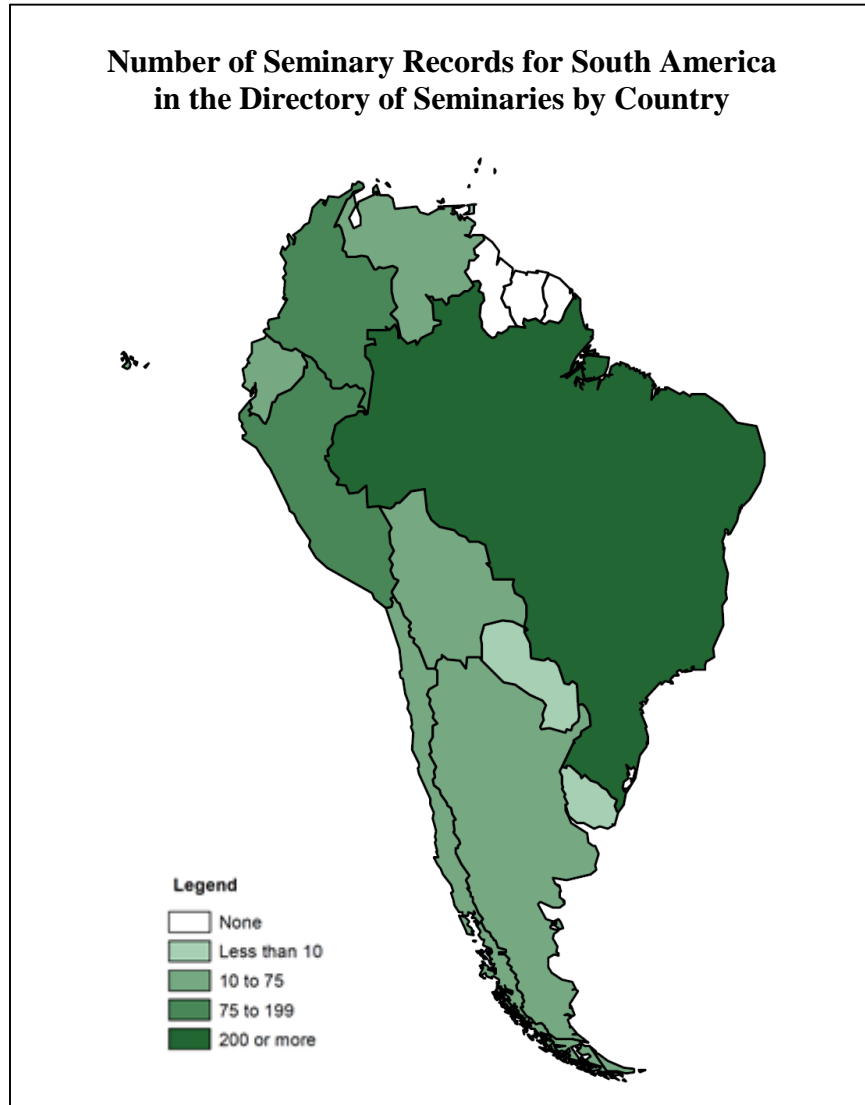 Number of Seminary Records for South America
in the Directory of Seminaries by Country
Legend
None
Less than 10
10 to 75
75 to 199
200 or more